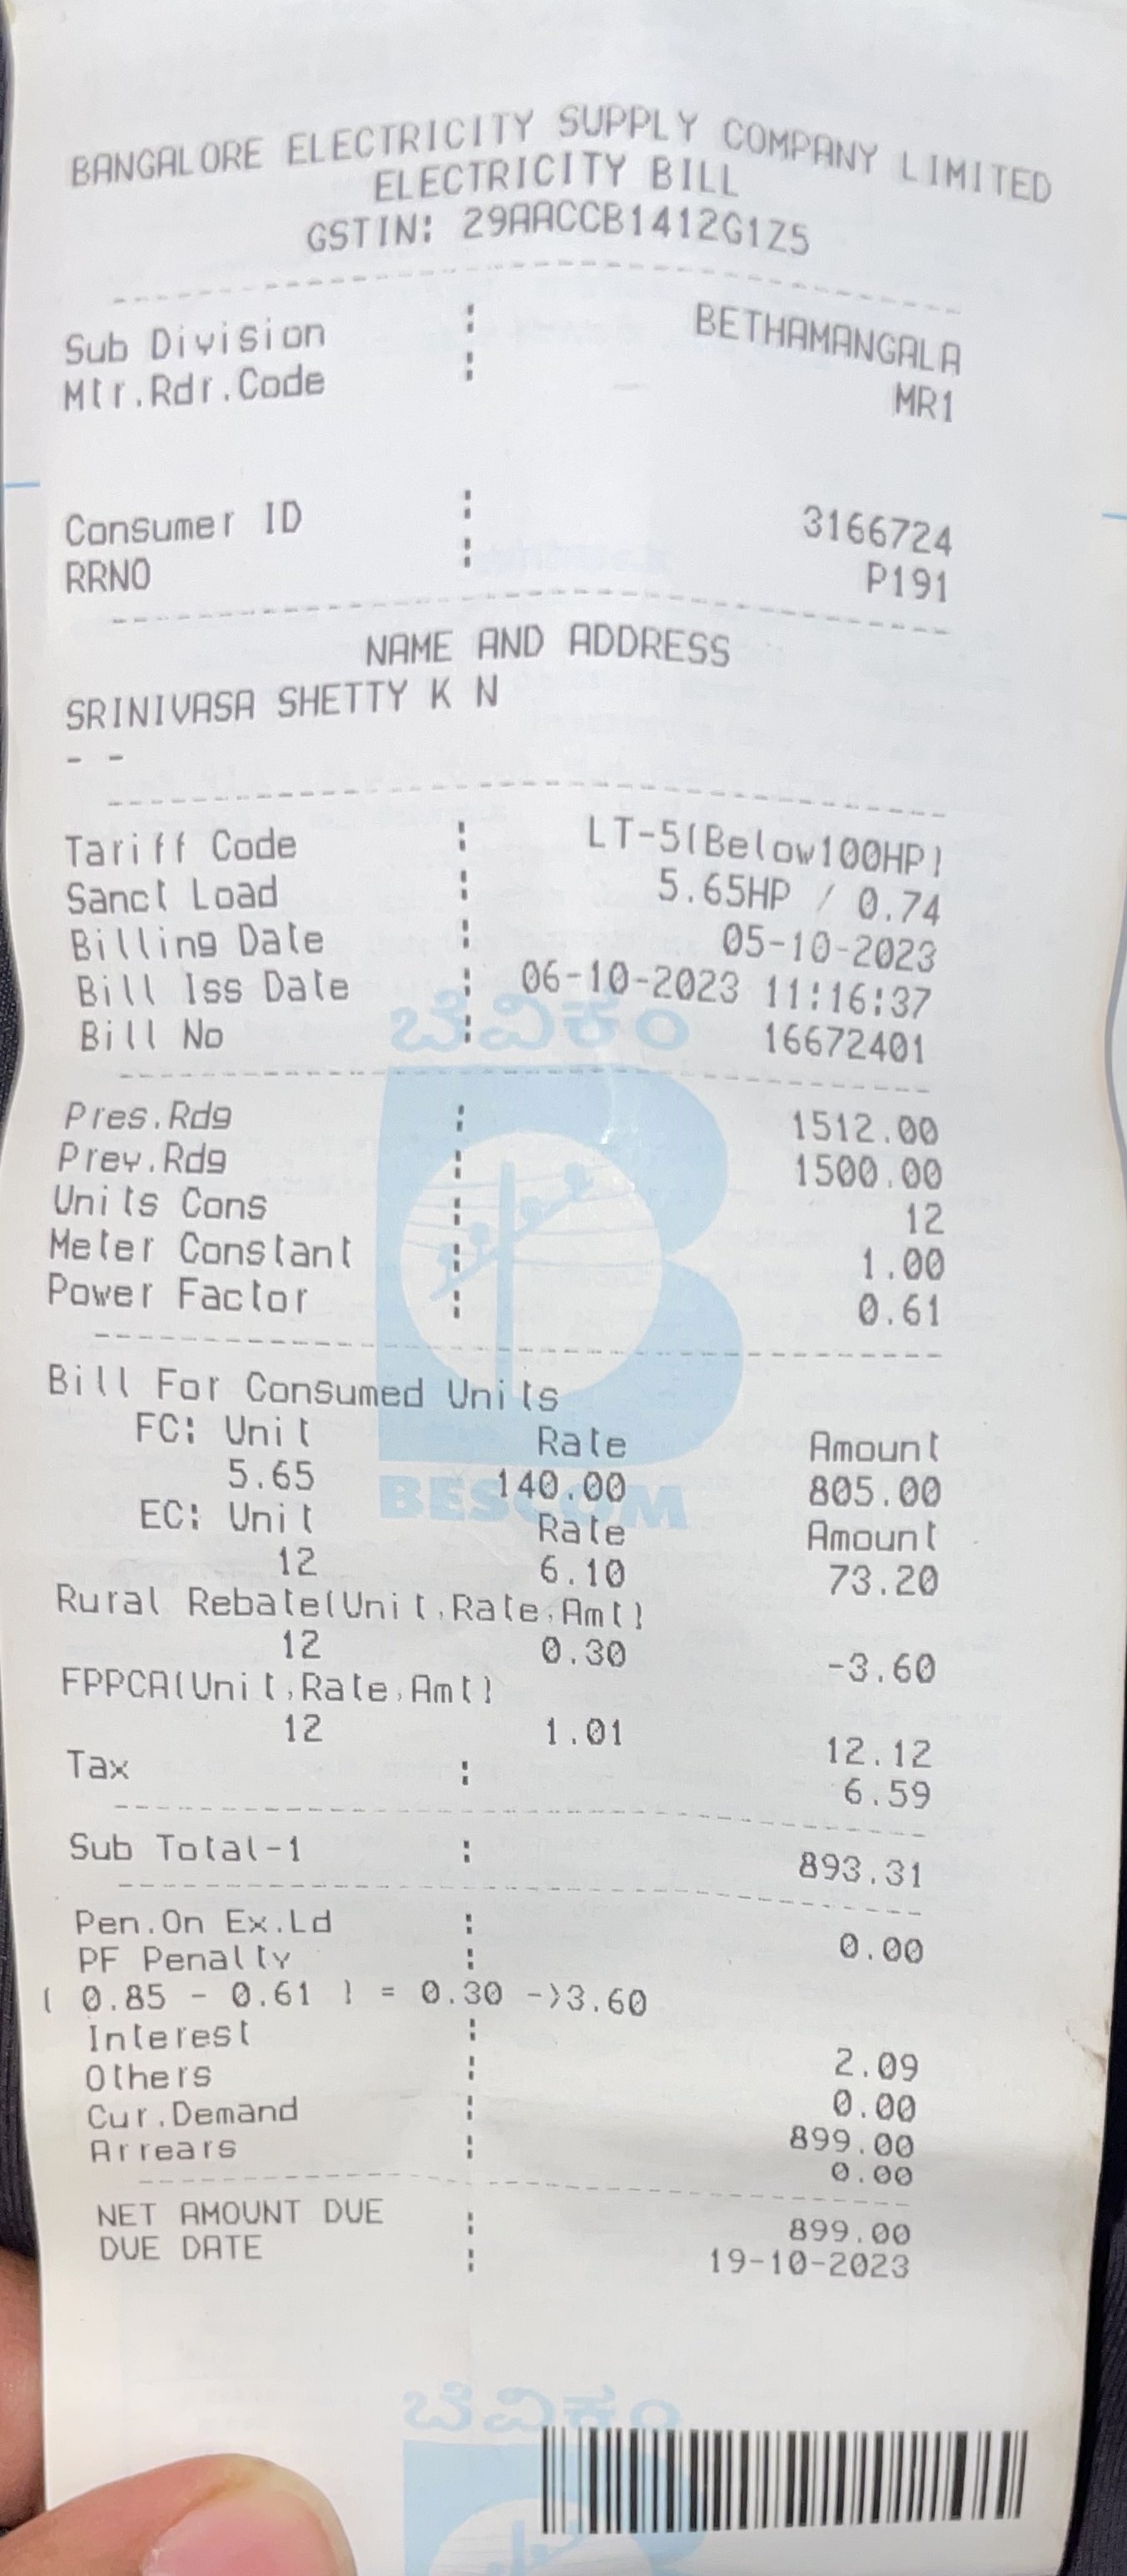 BANGALORE ELECTRICITY SUPPLY COMPANY LIMITED
ELECTRICITY BILL
GSTIN: 29AACCB1412G1Z5
Sub Division : BETHAMANGALA
Mtr.Rdr.Code : MR1
Consumer ID : 3166724
RRNO : P191
NAME AND ADDRESS
SRINIVASA SHETTY K N
- -
Tariff Code : LT-5(Below100HP)
Sanct Load : 5.65HP / 0.74
Billing Date : 05-10-2023
Bill Iss Date : 06-10-2023 11:16:37
Bill No : 16672401
ಬೆವಿಕಂ
Pres.Rdg : 1512.00
Prev.Rdg : 1500.00
Units Cons : 12
Meter Constant : 1.00
Power Factor : 0.61
Bill For Consumed Units
FC: Unit Rate Amount
5.65 140.00 805.00
BESCOM
EC: Unit Rate Amount
12 6.10 73.20
Rural Rebate(Unit,Rate,Amt)
12 0.30 -3.60
FPPCA(Unit,Rate,Amt)
12 1.01 12.12
Tax : 6.59
Sub Total-1 : 893.31
Pen.On Ex.Ld : 0.00
PF Penalty :
( 0.85 - 0.61 ) = 0.30 ->3.60
Interest : 2.09
Others : 0.00
Cur.Demand : 899.00
Arrears : 0.00
NET AMOUNT DUE : 899.00
DUE DATE : 19-10-2023
ಬೆವಿಕಂ